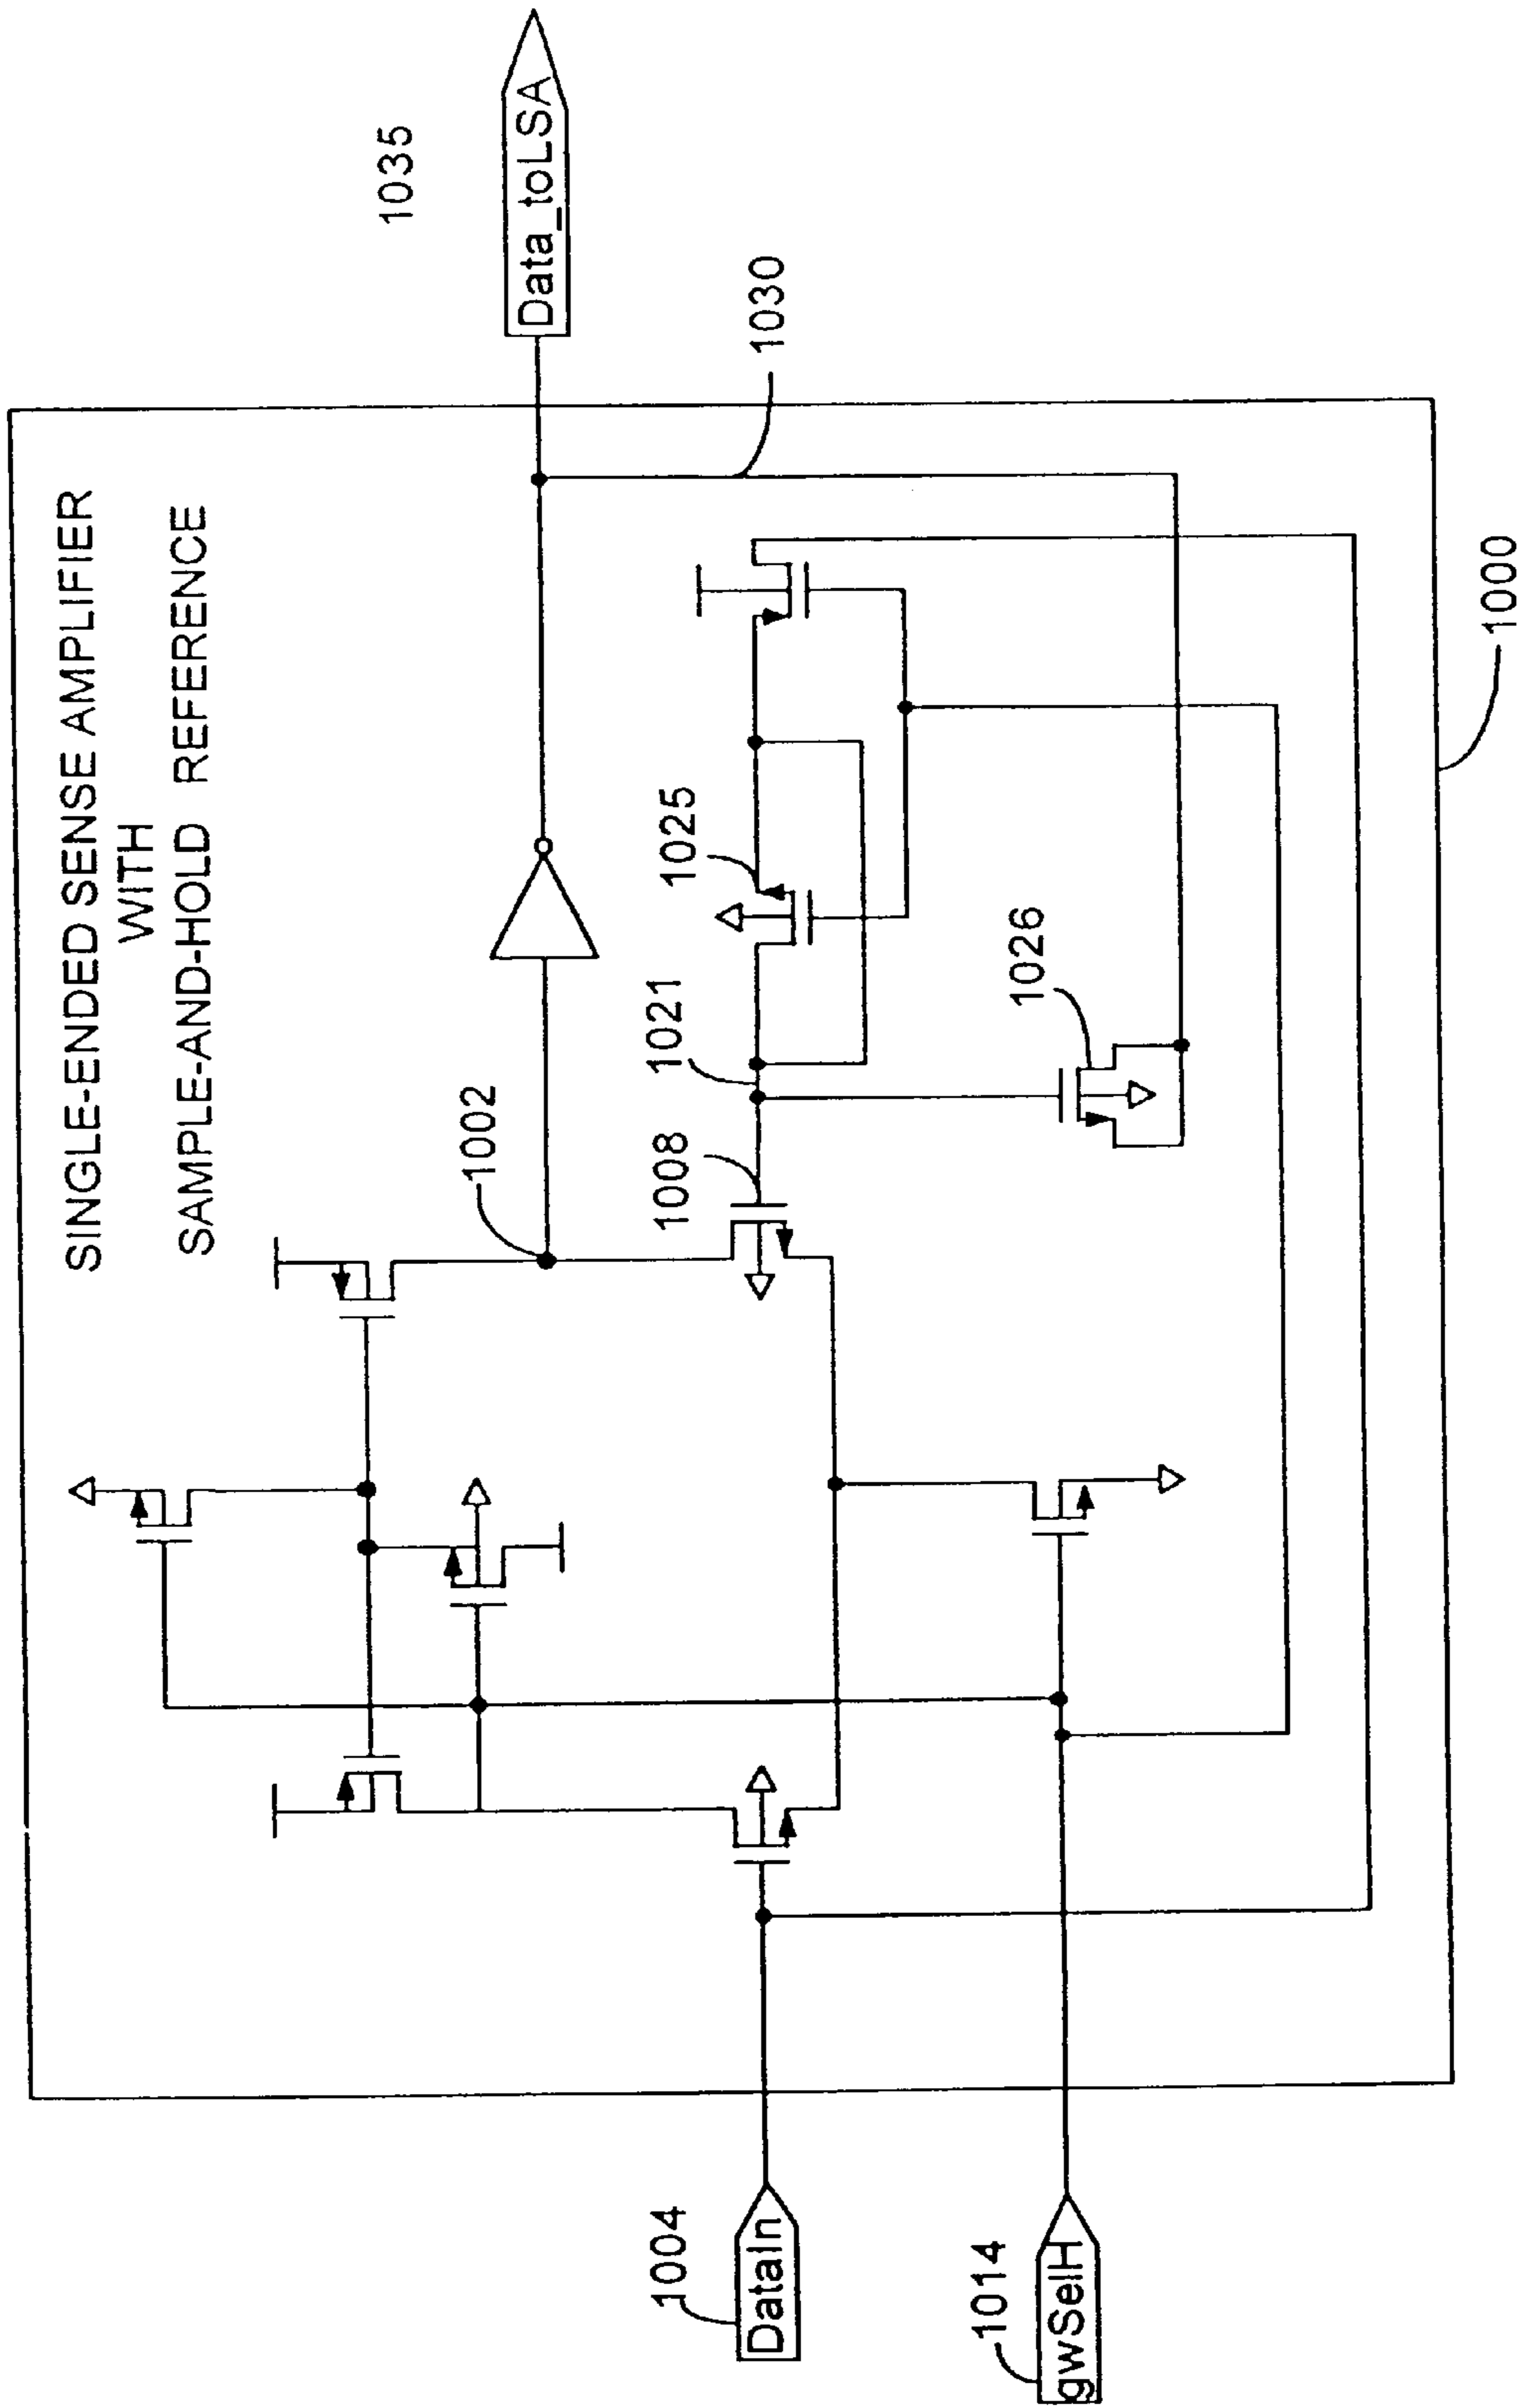 SINGLE-ENDED SENSE AMPLIFIER
WITH
SAMPLE-AND-HOLD REFERENCE
1035
Data_toLSA
1002
1030
1008
1021
1025
1004
DataIn
1026
1014
gwSelH
1000